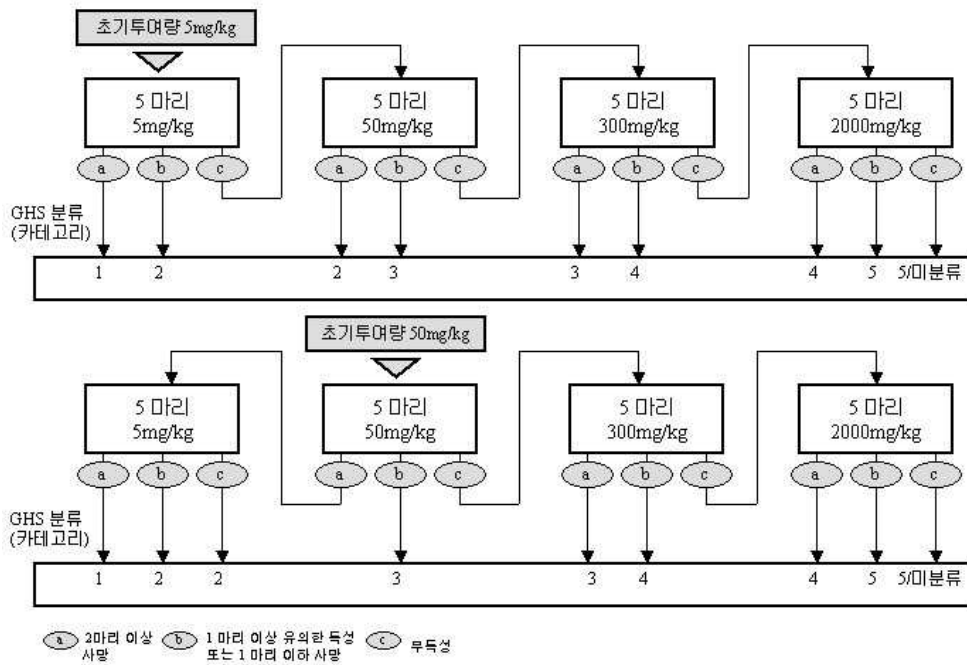 초기투여량 5mg/kg
5 마리 5 마리 5 마리 5 마리
5mg/kg 50mg/kg 300mg/kg 2000mg/kg
a b c a b c a b c a b c
GHS 분류
(카테고리)
1 2 2 3 3 4 4 5 5/미분류
초기투여량 50mg/kg
5 마리 5 마리 5 마리 5 마리
5mg/kg 50mg/kg 300mg/kg 2000mg/kg
a b c a b c a b c a b c
GHS 분류
(카테고리)
1 2 2 3 3 4 4 5 5/미분류
a 2마리 이상 b 1 마리 이상 유의한 독성 c 무독성
사망 또는 1 마리 이하 사망